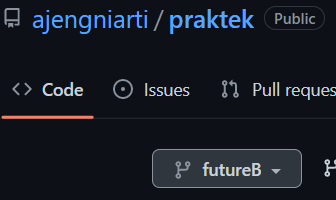 ajengniarti / praktek Public
Code Issues Pull reques
futureB